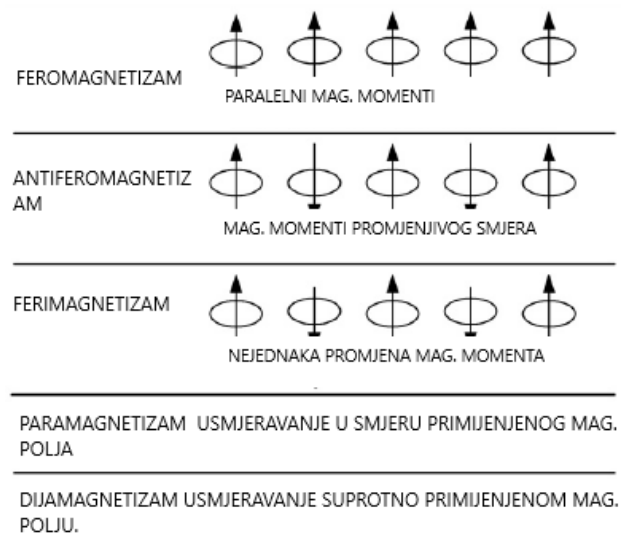 FEROMAGNETIZAM
PARALELNI MAG. MOMENTI
ANTIFEROMAGNETIZ
AM
MAG. MOMENTI PROMJENJIVOG SMJERA
FERIMAGNETIZAM
NEJEDNAKA PROMJENA MAG. MOMENTA
PARAMAGNETIZAM USMJERAVANJE U SMJERU PRIMIJENJENOG MAG.
POLJA
DIJAMAGNETIZAM USMJERAVANJE SUPROTNO PRIMIJENJENOM MAG.
POLJU.